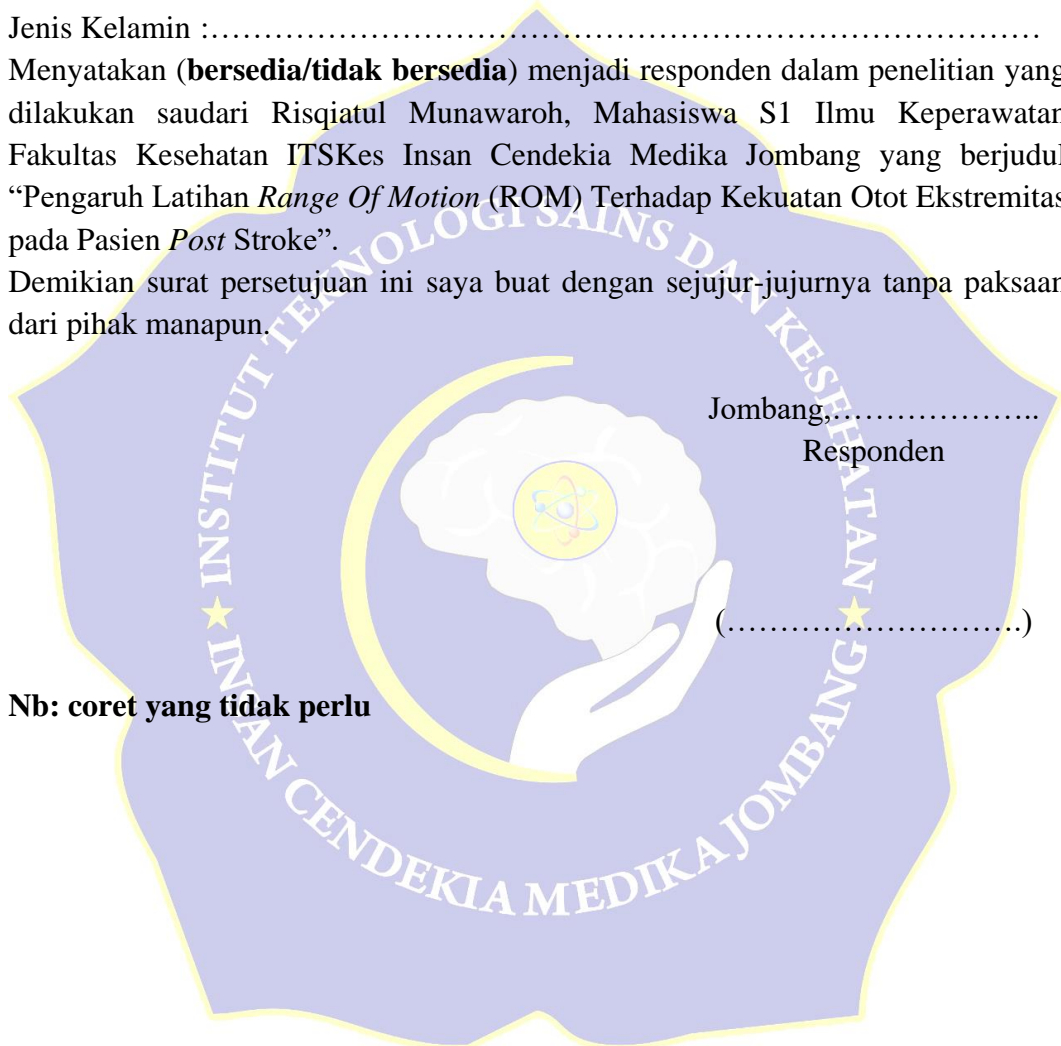 Jenis Kelamin :……………………………………………………………………
Menyatakan (bersedia/tidak bersedia) menjadi responden dalam penelitian yang
dilakukan saudari Risqiatul Munawaroh, Mahasiswa S1 Ilmu Keperawatan
Fakultas Kesehatan ITSKes Insan Cendekia Medika Jombang yang berjudul
“Pengaruh Latihan Range Of Motion (ROM) Terhadap Kekuatan Otot Ekstremitas
pada Pasien Post Stroke”.
Demikian surat persetujuan ini saya buat dengan sejujur-jujurnya tanpa paksaan
dari pihak manapun.
Jombang,………………..
Responden
(……………………….)
Nb: coret yang tidak perlu
INSTITUT TEKNOLOGI SAINS DAN KESEHATAN
INSAN CENDEKIA MEDIKA JOMBANG